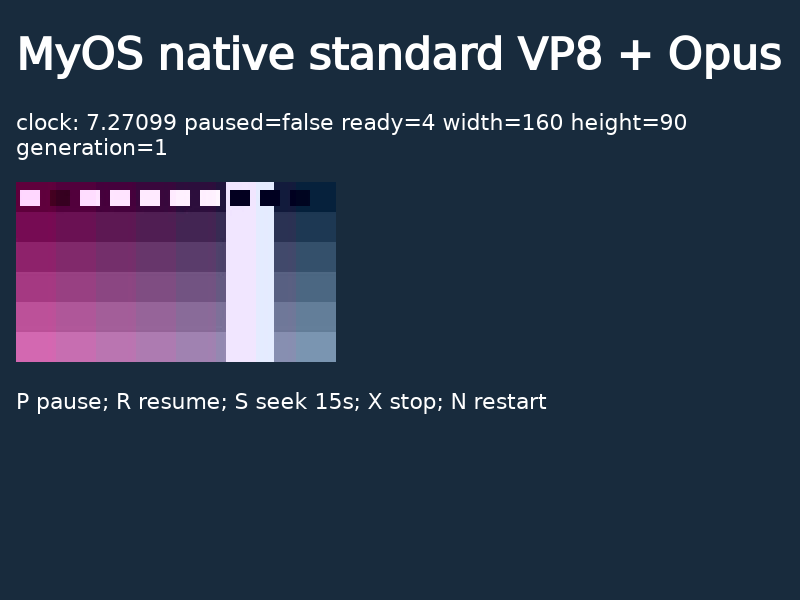 MyOS native standard VP8 + Opus
clock: 7.27099 paused=false ready=4 width=160 height=90
generation=1
P pause; R resume; S seek 15s; X stop; N restart